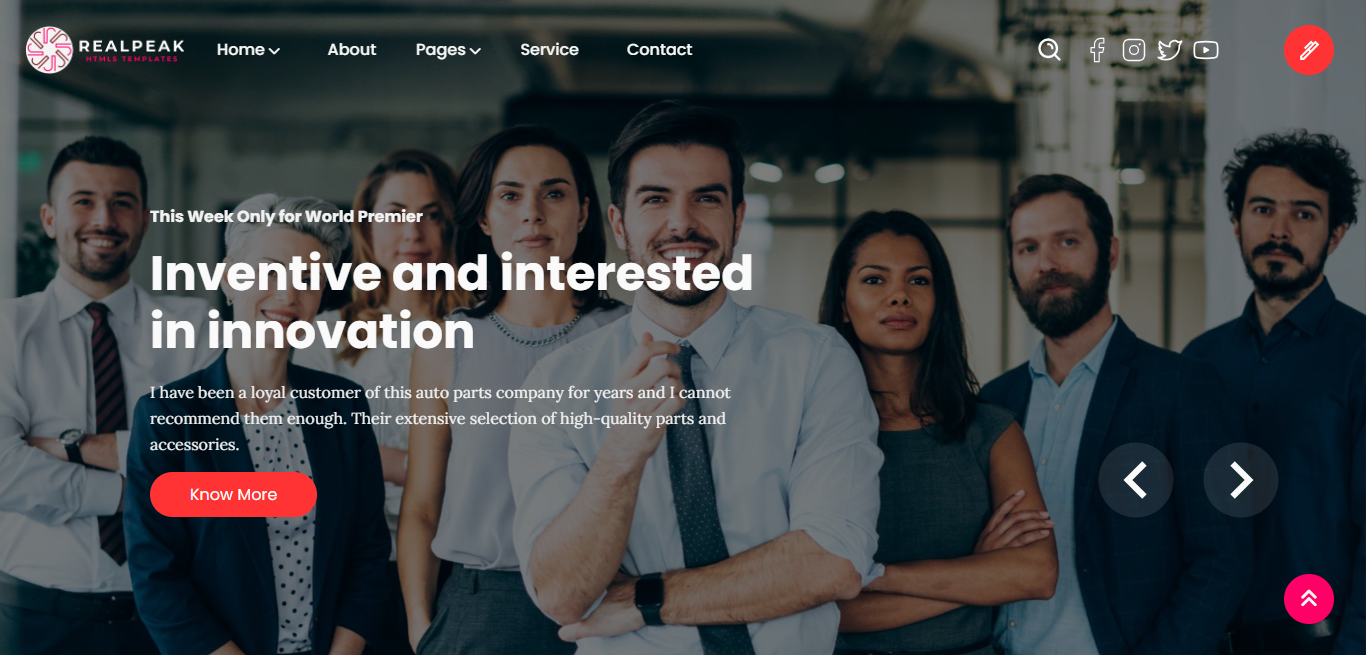 REALPEAK
HTML5 TEMPLATES
Home
About
Pages
Service
Contact
This Week Only for World Premier
Inventive and interested
in innovation
I have been a loyal customer of this auto parts company for years and I cannot
recommend them enough. Their extensive selection of high-quality parts and
accessories.
Know More